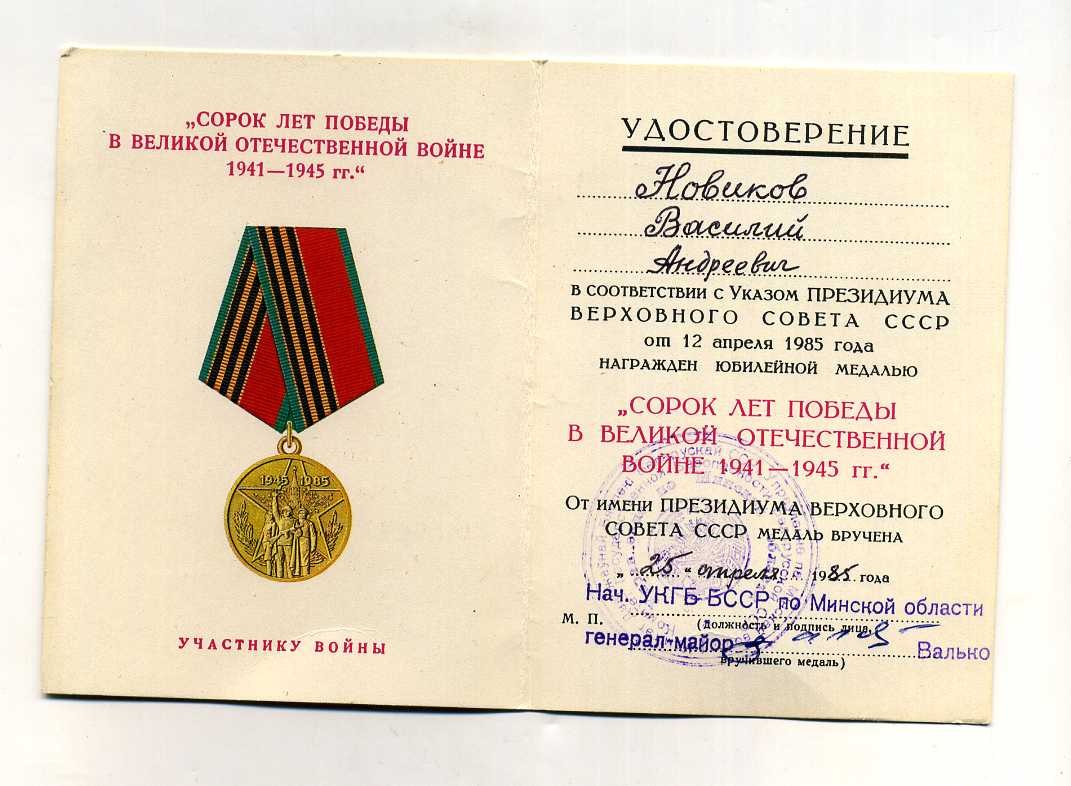 „СОРОК ЛЕТ ПОБЕДЫ
В ВЕЛИКОЙ ОТЕЧЕСТВЕННОЙ ВОЙНЕ
1941—1945 гг.“
1945 1985
УЧАСТНИКУ ВОЙНЫ
УДОСТОВЕРЕНИЕ
Новиков
Василий
Андреевич
В СООТВЕТСТВИИ С УКАЗОМ ПРЕЗИДИУМА
ВЕРХОВНОГО СОВЕТА СССР
от 12 апреля 1985 года
НАГРАЖДЕН ЮБИЛЕЙНОЙ МЕДАЛЬЮ
„СОРОК ЛЕТ ПОБЕДЫ
В ВЕЛИКОЙ ОТЕЧЕСТВЕННОЙ
ВОЙНЕ 1941—1945 гг.“
ОТ ИМЕНИ ПРЕЗИДИУМА ВЕРХОВНОГО
СОВЕТА СССР МЕДАЛЬ ВРУЧЕНА
„25“ апреля 1985 года
Нач. УКГБ БССР по Минской области
М. П. (должность и подпись лица,
генерал-майор Валько
вручившего медаль)